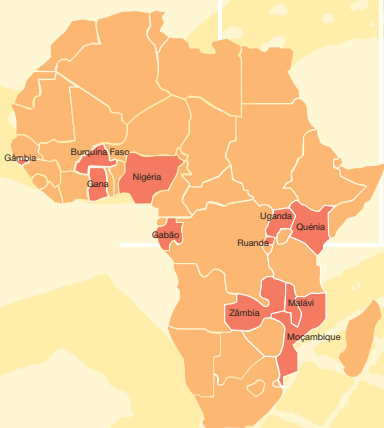 Burquina Faso
Gâmbia
Nigéria
Gana
Uganda
Quénia
Gabão
Ruanda
Malávi
Zâmbia
Moçambique